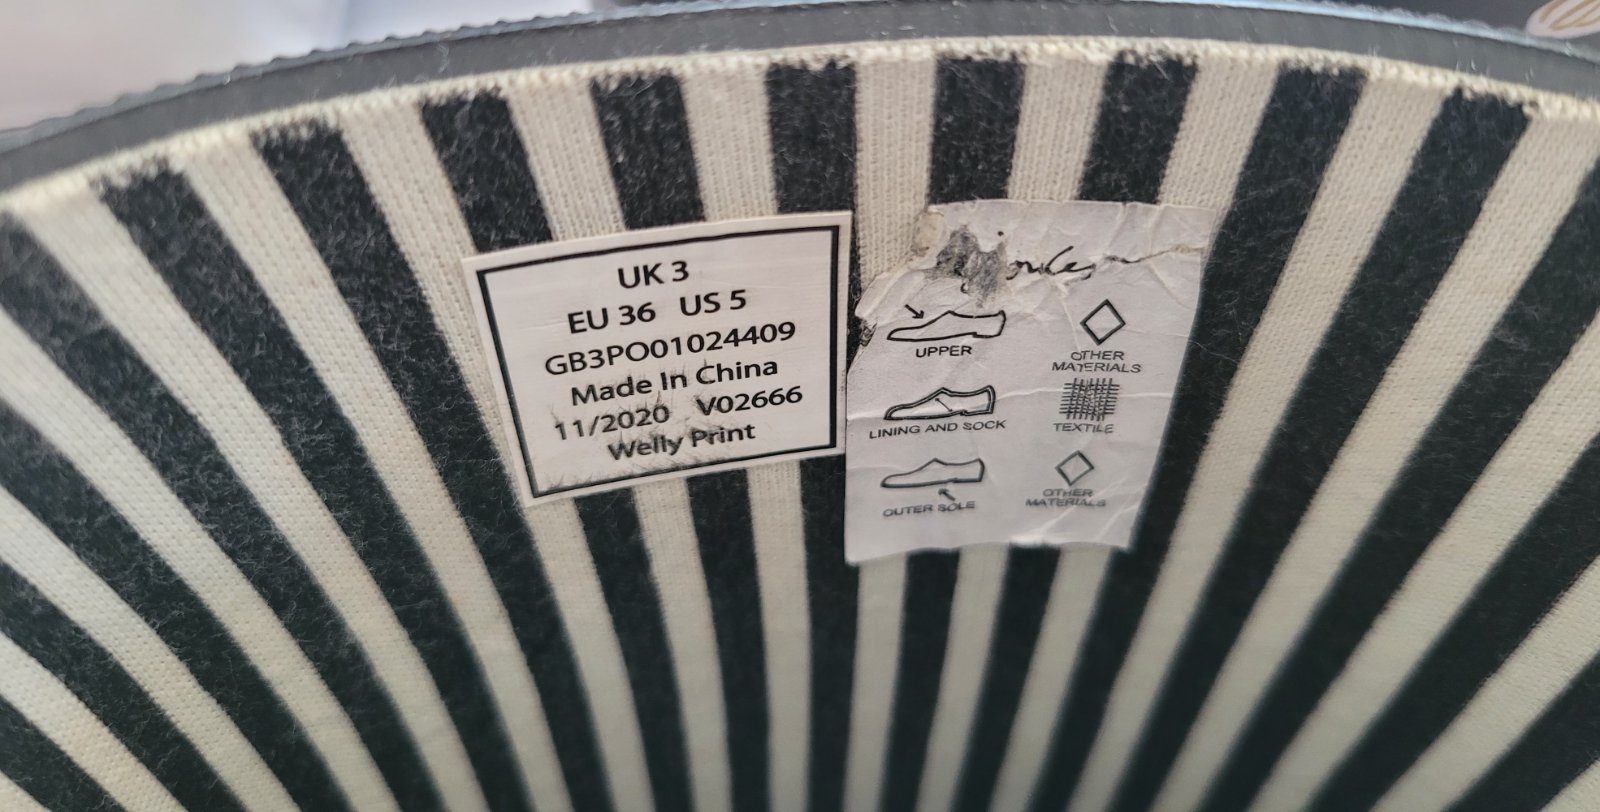 UK 3
EU 36 US 5
GB3PO01024409
Made In China
11/2020 V02666
Welly Print
UPPER
OTHER
MATERIALS
LINING AND SOCK
TEXTILE
OUTER SOLE
OTHER
MATERIALS